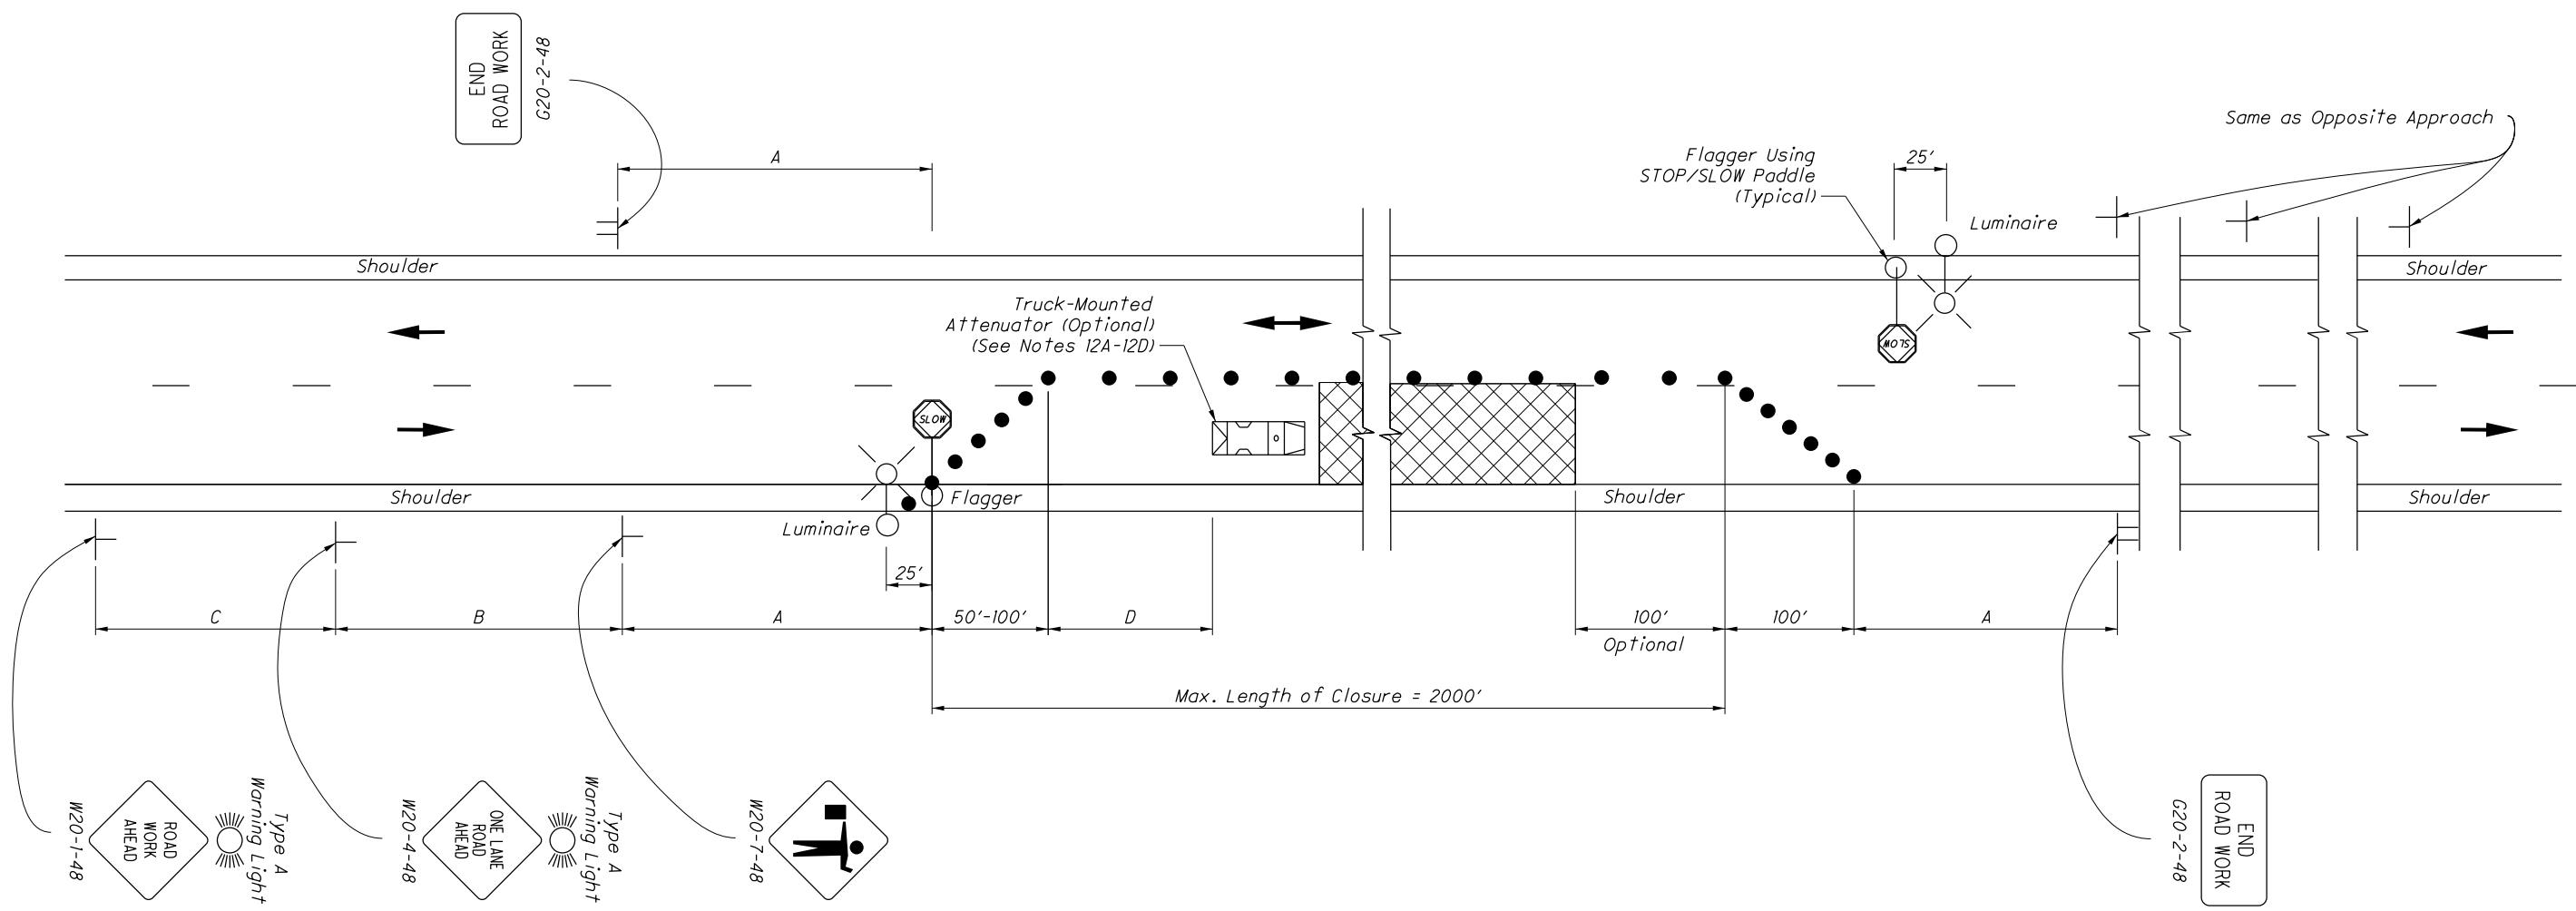 END
ROAD WORK
G20-2-48
A
Same as Opposite Approach
Flagger Using
STOP/SLOW Paddle
(Typical)
25'
Luminaire
Shoulder
Shoulder
Truck-Mounted
Attenuator (Optional)
(See Notes 12A-12D)
SLOW
SLOW
Shoulder
Flagger
Shoulder
Shoulder
Luminaire
25'
C
B
A
50'-100'
D
100'
Optional
100'
A
Max. Length of Closure = 2000'
W20-1-48
ROAD
WORK
AHEAD
Type A
Warning Light
W20-4-48
ONE LANE
ROAD
AHEAD
Type A
Warning Light
W20-7-48
G20-2-48
END
ROAD WORK